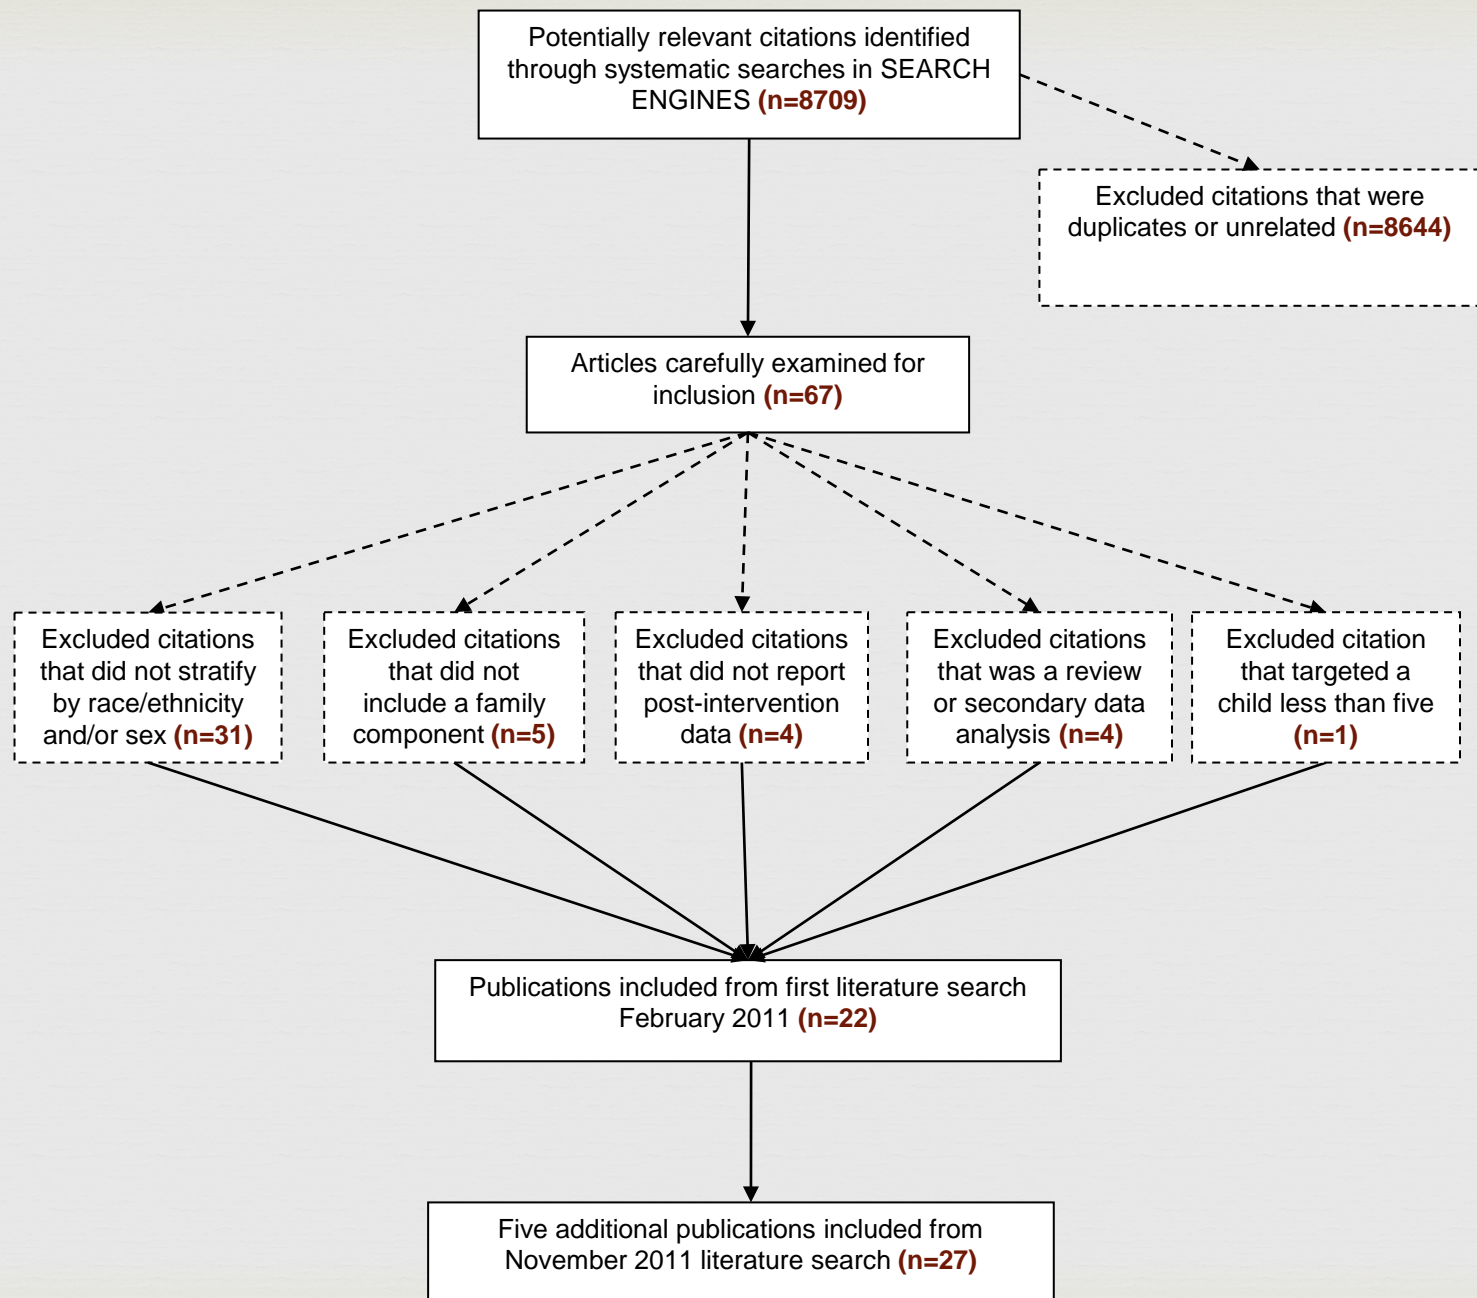 Potentially relevant citations identified
through systematic searches in SEARCH
ENGINES (n=8709)
Excluded citations that were
duplicates or unrelated (n=8644)
Articles carefully examined for
inclusion (n=67)
Excluded citations
that did not stratify
by race/ethnicity
and/or sex (n=31)
Excluded citations
that did not
include a family
component (n=5)
Excluded citations
that did not report
post-intervention
data (n=4)
Excluded citations
that was a review
or secondary data
analysis (n=4)
Excluded citation
that targeted a
child less than five
(n=1)
Publications included from first literature search
February 2011 (n=22)
Five additional publications included from
November 2011 literature search (n=27)